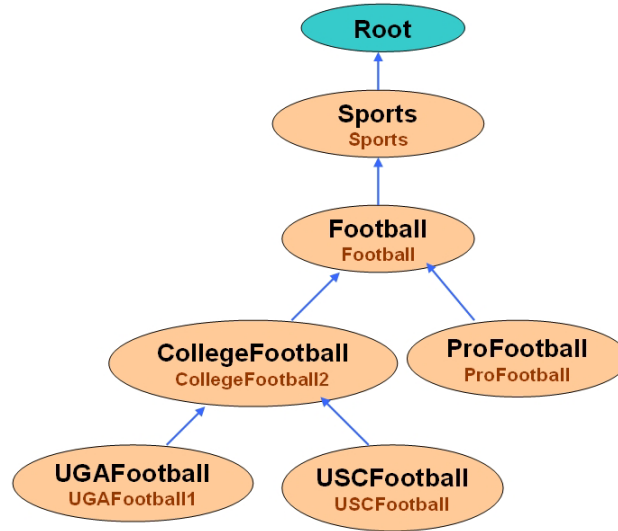 Root
Sports
Sports
Football
Football
CollegeFootball
CollegeFootball2
ProFootball
ProFootball
UGAFootball
UGAFootball1
USCFootball
USCFootball